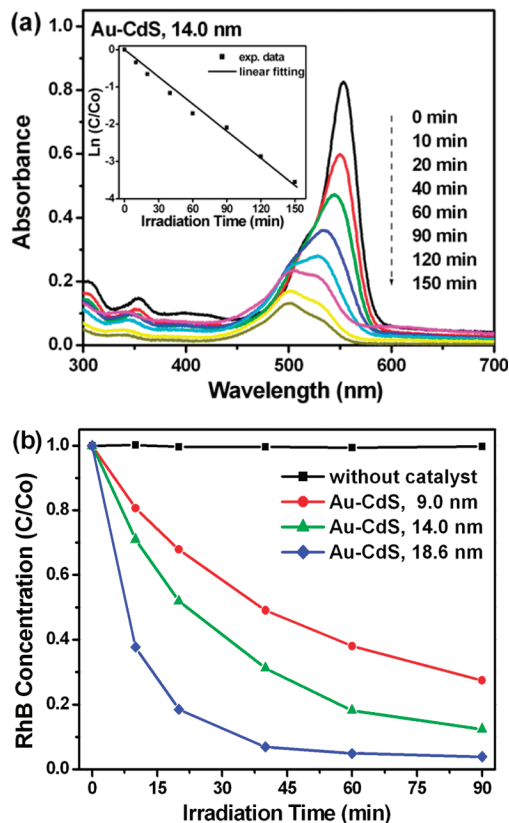 (a)
Au-CdS, 14.0 nm
exp. data
linear fitting
0
-1
-2
-3
-4
Ln (C/Co)
0 30 60 90 120 150
Irradiation Time (min)
0 min
10 min
20 min
40 min
60 min
90 min
120 min
150 min
1.0
0.8
0.6
0.4
0.2
0.0
Absorbance
300 400 500 600 700
Wavelength (nm)
(b)
1.0
0.8
0.6
0.4
0.2
0.0
RhB Concentration (C/Co)
without catalyst
Au-CdS, 9.0 nm
Au-CdS, 14.0 nm
Au-CdS, 18.6 nm
0 15 30 45 60 75 90
Irradiation Time (min)